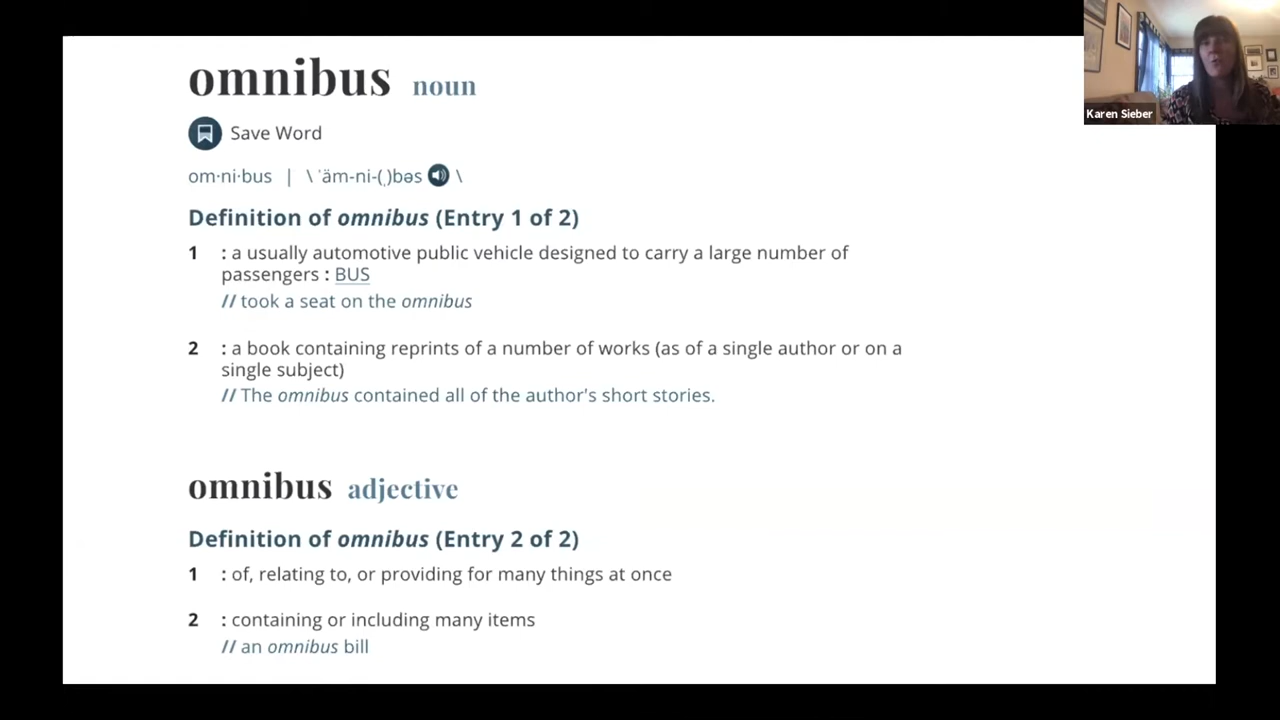 omnibus noun
Karen Sieber
Save Word
om·ni·bus | \ ˈäm-ni-(ˌ)bəs \
Definition of omnibus (Entry 1 of 2)
1 : a usually automotive public vehicle designed to carry a large number of
passengers : BUS
// took a seat on the omnibus
2 : a book containing reprints of a number of works (as of a single author or on a
single subject)
// The omnibus contained all of the author's short stories.
omnibus adjective
Definition of omnibus (Entry 2 of 2)
1 : of, relating to, or providing for many things at once
2 : containing or including many items
// an omnibus bill